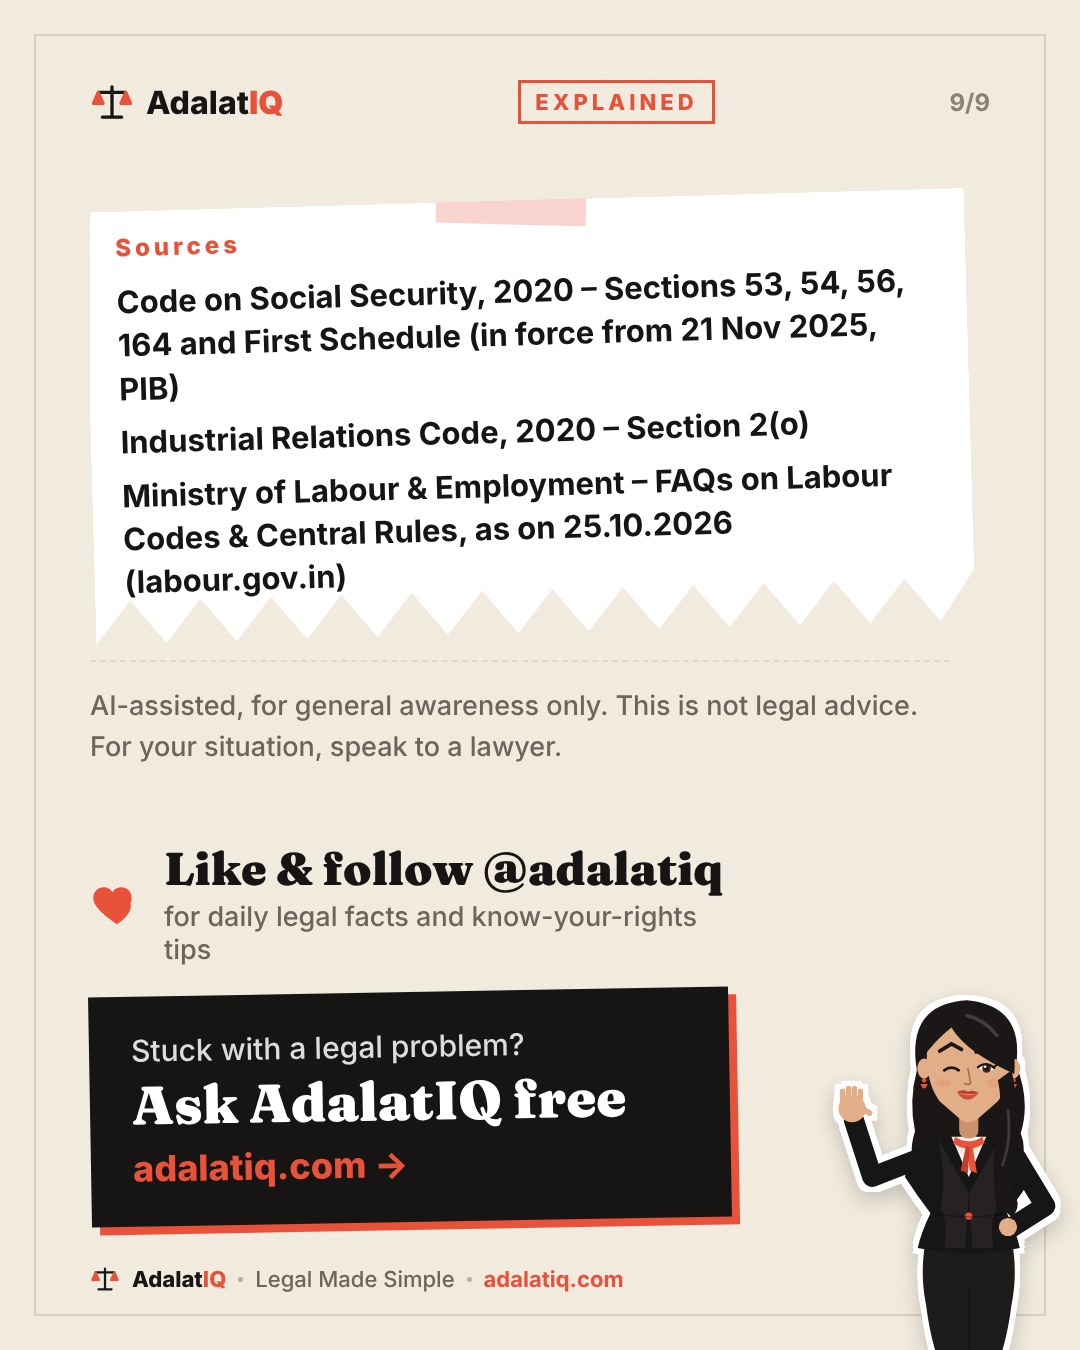 AdalatIQ
EXPLAINED
9/9
Sources
Code on Social Security, 2020 – Sections 53, 54, 56,
164 and First Schedule (in force from 21 Nov 2025,
PIB)
Industrial Relations Code, 2020 – Section 2(o)
Ministry of Labour & Employment – FAQs on Labour
Codes & Central Rules, as on 25.10.2026
(labour.gov.in)
AI-assisted, for general awareness only. This is not legal advice.
For your situation, speak to a lawyer.
Like & follow @adalatiq
for daily legal facts and know-your-rights
tips
Stuck with a legal problem?
Ask AdalatIQ free
adalatiq.com →
AdalatIQ • Legal Made Simple • adalatiq.com